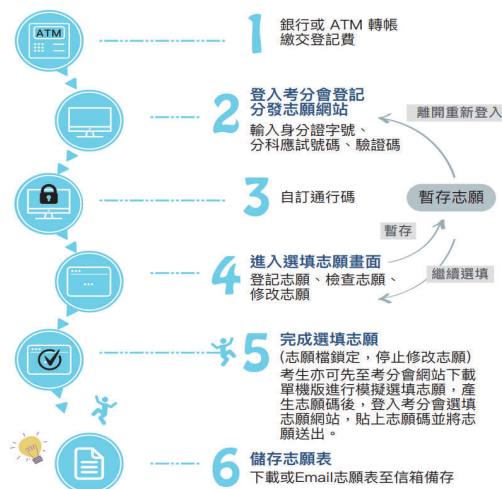 ATM
1
銀行或 ATM 轉帳
繳交登記費
2
登入考分會登記
分發志願網站
輸入身分證字號、
分科應試號碼、驗證碼
離開重新登入
3
自訂通行碼
暫存志願
暫存
4
進入選填志願畫面
登記志願、檢查志願、
修改志願
繼續選填
5
完成選填志願
(志願檔鎖定，停止修改志願)
考生亦可先至考分會網站下載
單機版進行模擬選填志願，產
生志願碼後，登入考分會選填
志願網站，貼上志願碼並將志
願送出。
6
儲存志願表
下載或Email志願表至信箱備存